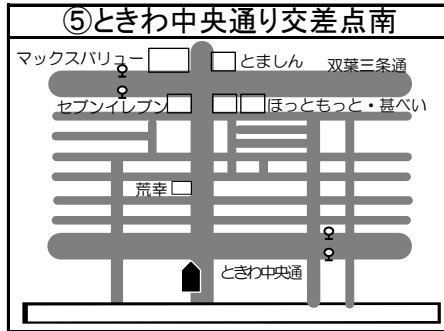 ⑤ときわ中央通り交差点南
マックスバリュー
とましん
双葉三条通
セブンイレブン
ほっともっと・甚べい
荒幸
ときわ中央通